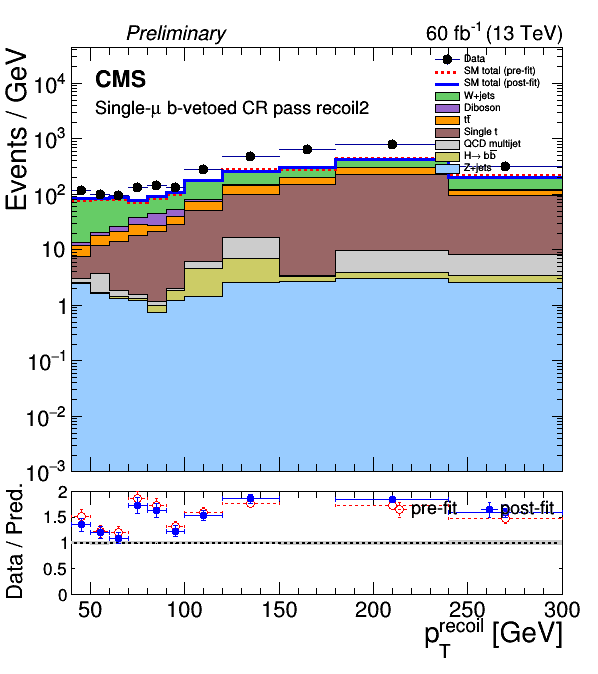 Preliminary
60 fb⁻¹ (13 TeV)
CMS
Single-μ b-vetoed CR pass recoil2
Data
SM total (pre-fit)
SM total (post-fit)
W+jets
Diboson
tt̅
Single t
QCD multijet
H→ bb̅
Z+jets
Events / GeV
10⁴
10³
10²
10
1
10⁻¹
10⁻²
10⁻³
Data / Pred.
2
1.5
1
0.5
0
pre-fit
post-fit
50 100 150 200 250 300
p_T^recoil [GeV]